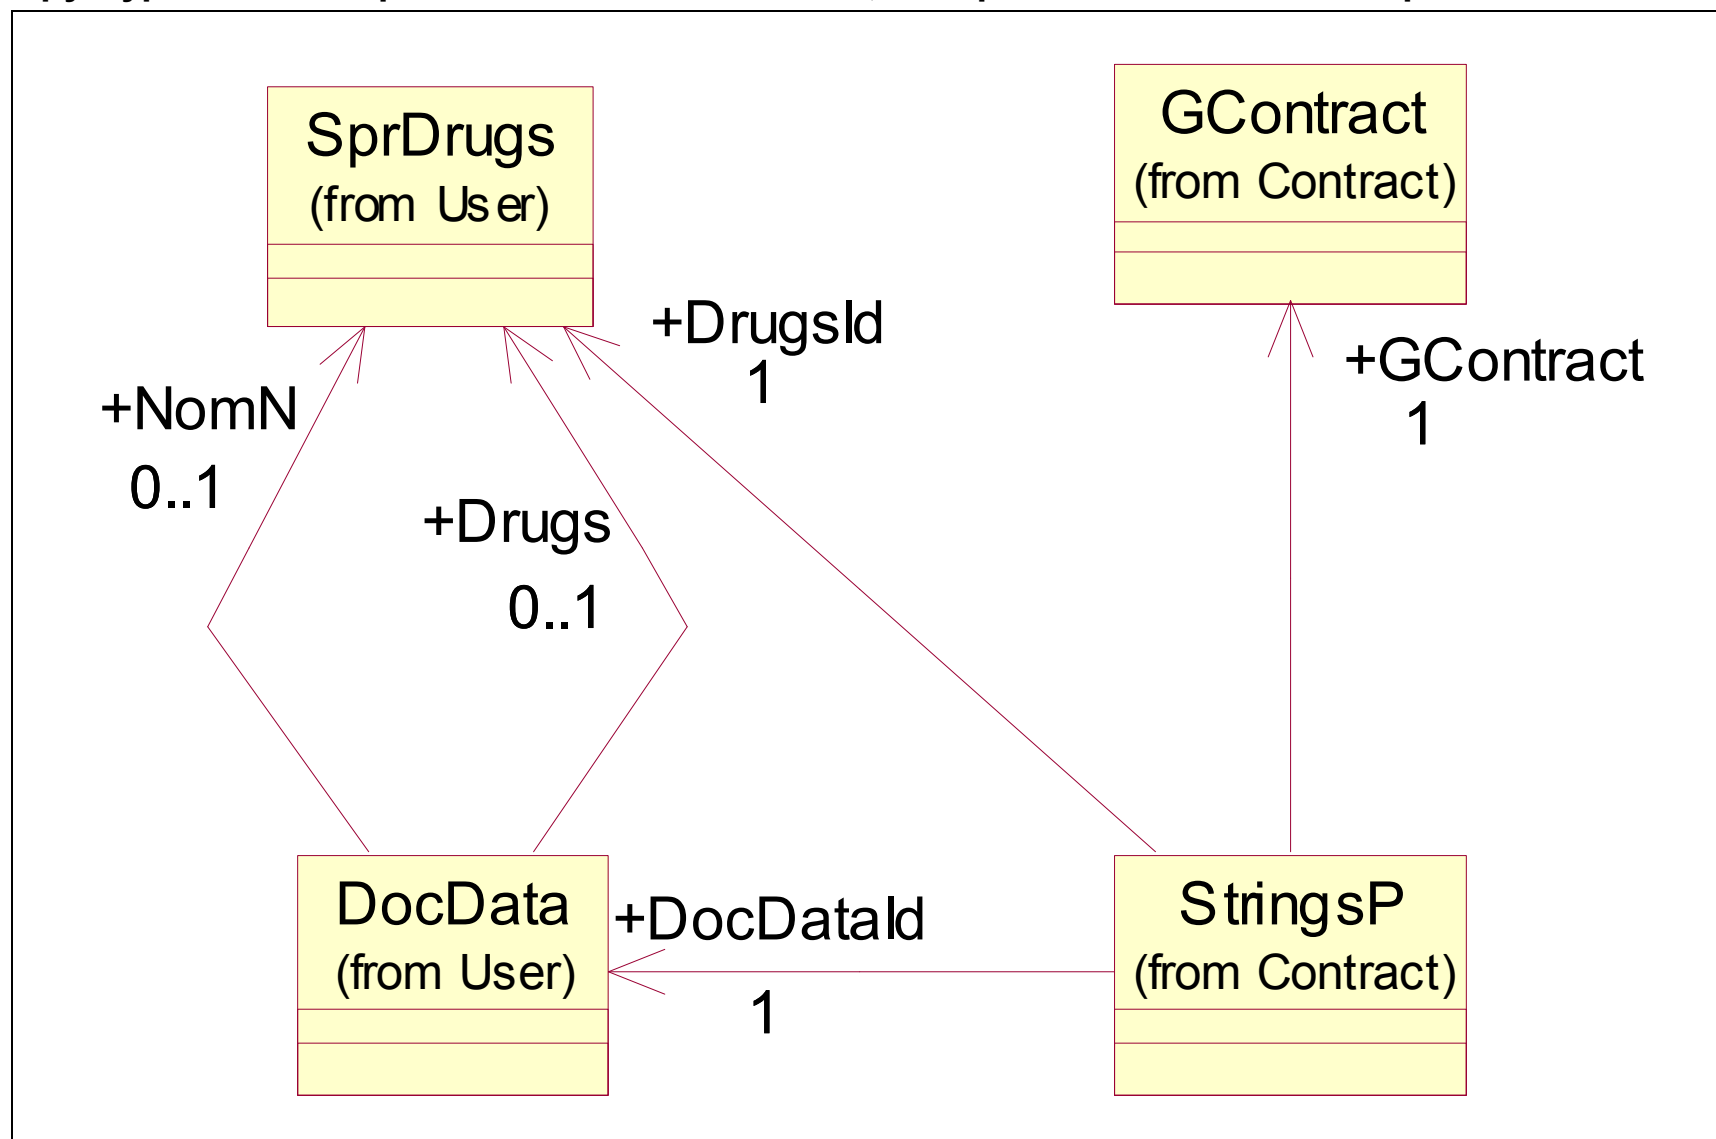 SprDrugs
(from User)
GContract
(from Contract)
+DrugsId
1
+GContract
1
+NomN
0..1
+Drugs
0..1
DocData
(from User)
+DocDataId
1
StringsP
(from Contract)